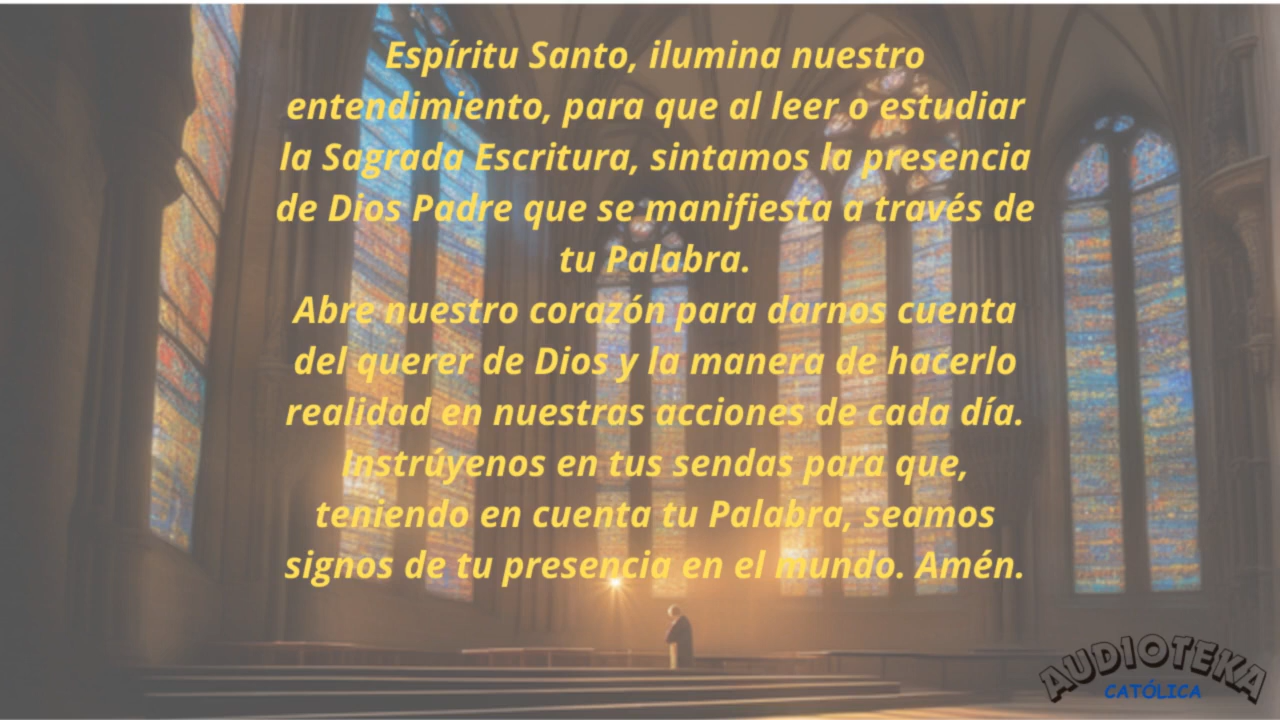 Espíritu Santo, ilumina nuestro
entendimiento, para que al leer o estudiar
la Sagrada Escritura, sintamos la presencia
de Dios Padre que se manifiesta a través de
tu Palabra.
Abre nuestro corazón para darnos cuenta
del querer de Dios y la manera de hacerlo
realidad en nuestras acciones de cada día.
Instrúyenos en tus sendas para que,
teniendo en cuenta tu Palabra, seamos
signos de tu presencia en el mundo. Amén.
AUDIOTEKA
CATÓLICA